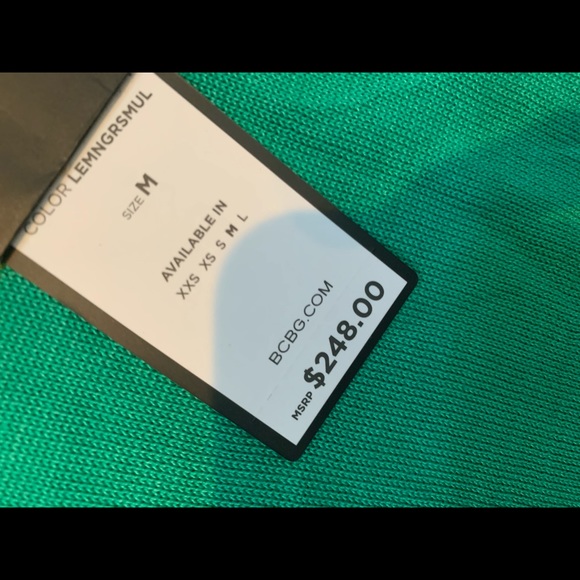 COLOR LEMNGRSMUL
SIZE M
AVAILABLE IN
XXS XS S M L
BCBG.COM
MSRP $248.00